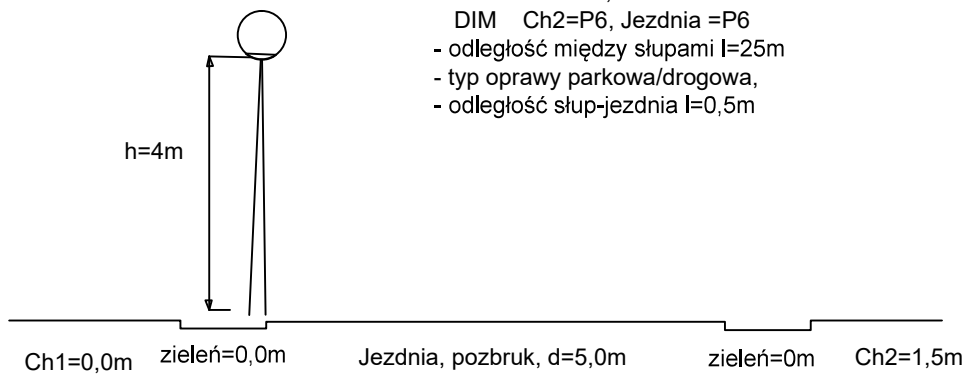 DIM Ch2=P6, Jezdnia =P6
- odległość między słupami l=25m
- typ oprawy parkowa/drogowa,
- odległość słup-jezdnia l=0,5m
h=4m
Ch1=0,0m zieleń=0,0m Jezdnia, pozbruk, d=5,0m zieleń=0m Ch2=1,5m